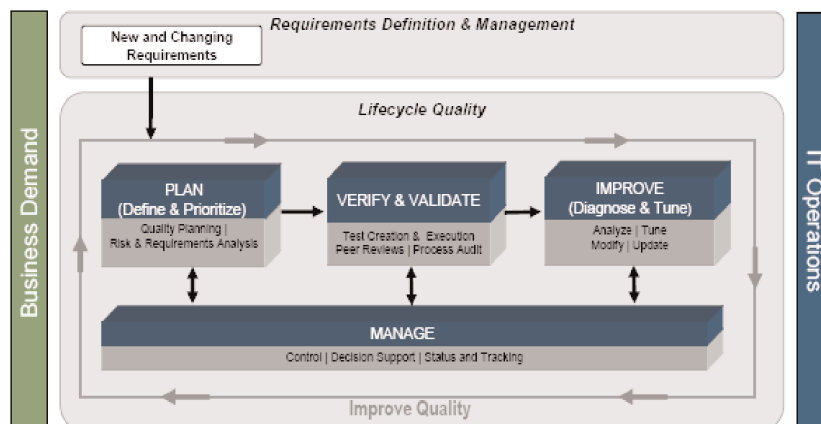 Requirements Definition & Management
New and Changing
Requirements
Business Demand
Lifecycle Quality
PLAN
(Define & Prioritize)
Quality Planning |
Risk & Requirements Analysis
VERIFY & VALIDATE
Test Creation & Execution
Peer Reviews | Process Audit
IMPROVE
(Diagnose & Tune)
Analyze | Tune
Modify | Update
MANAGE
Control | Decision Support | Status and Tracking
Improve Quality
IT Operations